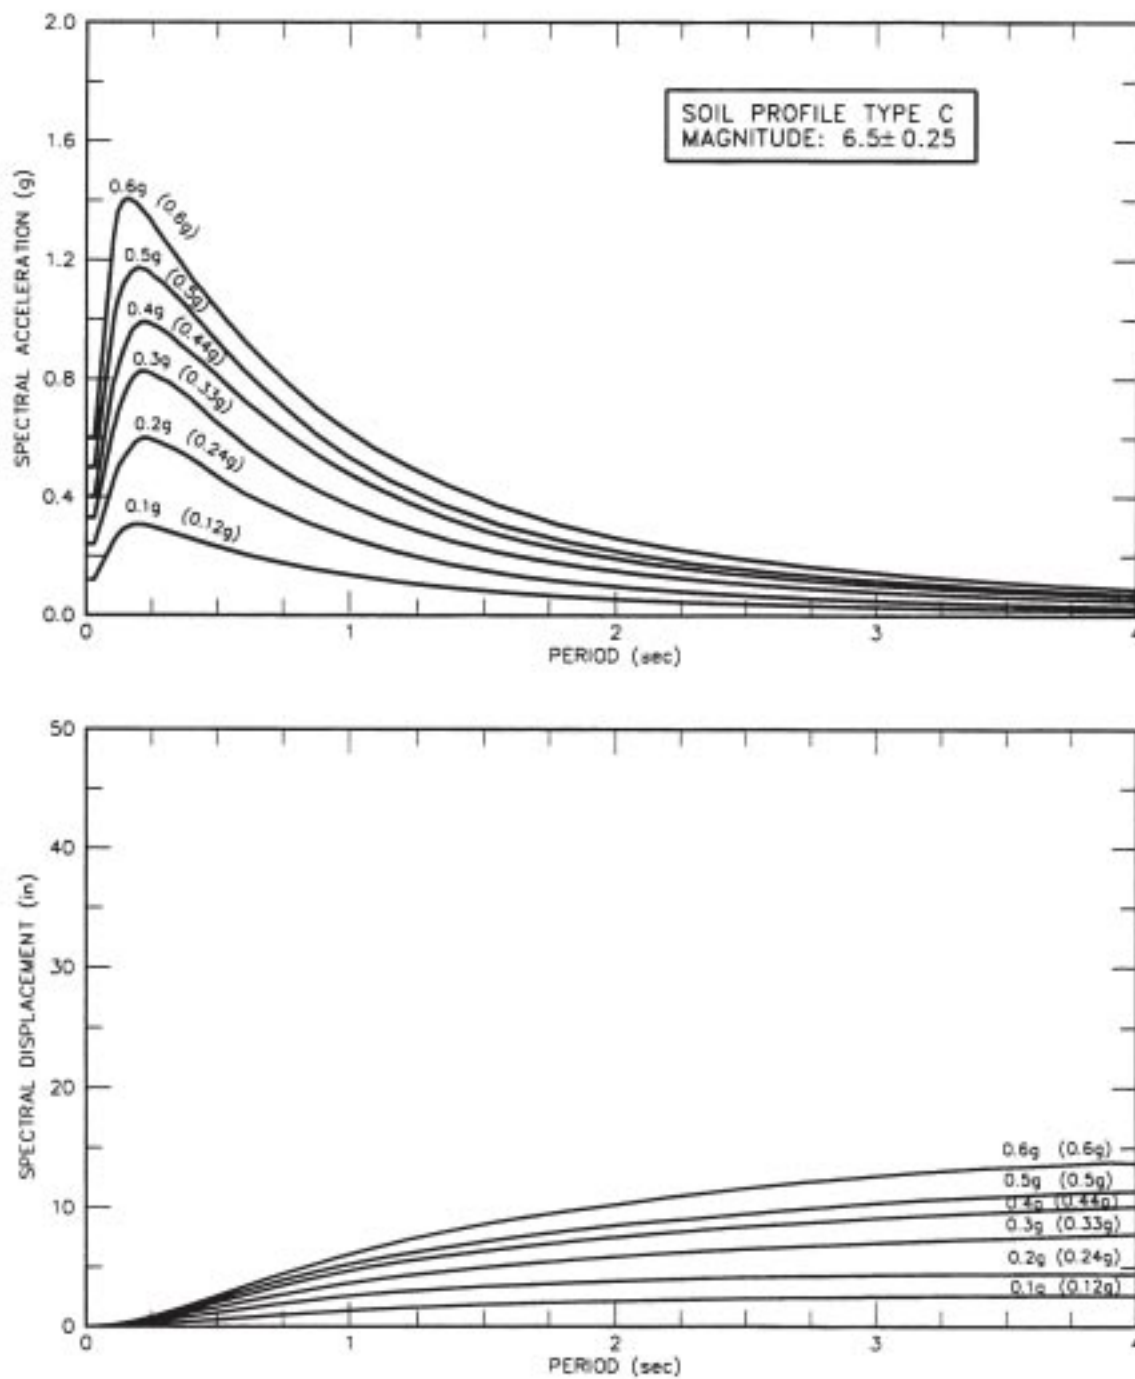 2.0
1.6
1.2
0.8
0.4
0.0
SPECTRAL ACCELERATION (g)
SOIL PROFILE TYPE C
MAGNITUDE: 6.5± 0.25
0.6g (0.6g)
0.5g (0.5g)
0.4g (0.44g)
0.3g (0.33g)
0.2g (0.24g)
0.1g (0.12g)
0 1 2 3 4
PERIOD (sec)
50
40
30
20
10
0
SPECTRAL DISPLACEMENT (in)
0.6g (0.6g)
0.5g (0.5g)
0.4g (0.44g)
0.3g (0.33g)
0.2g (0.24g)
0.1g (0.12g)
0 1 2 3 4
PERIOD (sec)